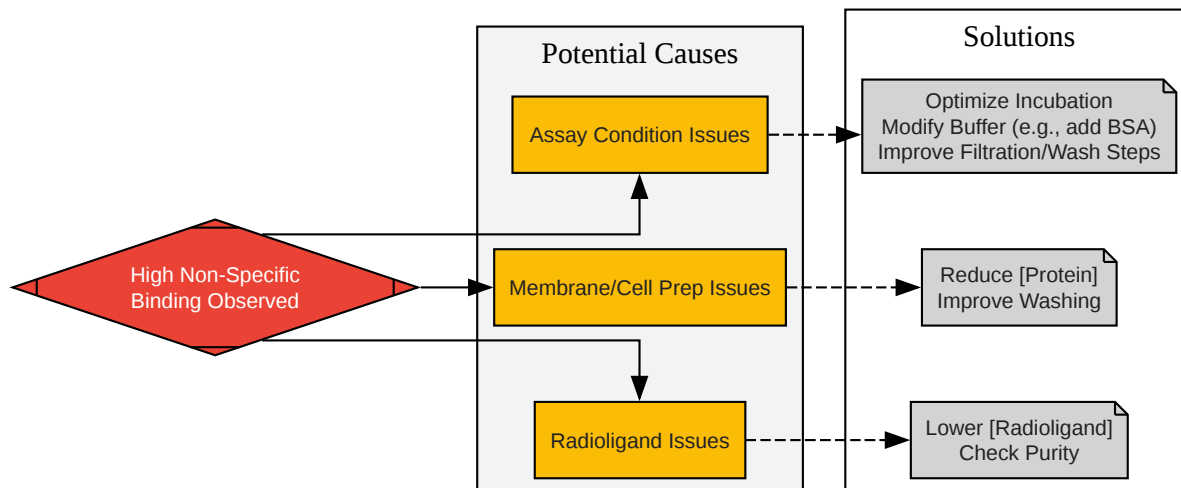 Potential Causes
Solutions
Assay Condition Issues
Optimize Incubation
Modify Buffer (e.g., add BSA)
Improve Filtration/Wash Steps
High Non-Specific
Binding Observed
Membrane/Cell Prep Issues
Reduce [Protein]
Improve Washing
Radioligand Issues
Lower [Radioligand]
Check Purity